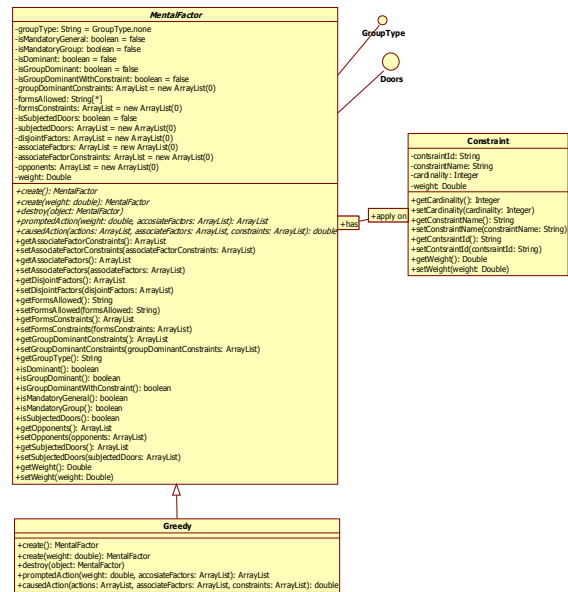 MentalFactor
-groupType: String = GroupType.none
-isMandatoryGeneral: boolean = false
-isMandatoryGroup: boolean = false
-isDominant: boolean = false
-isGroupDominant: boolean = false
-isGroupDominantWithConstraint: boolean = false
-groupDominantConstraints: ArrayList = new ArrayList(0)
-formsAllowed: String[*]
-formsConstraints: ArrayList = new ArrayList(0)
-isSubjectedDoors: boolean = false
-subjectedDoors: ArrayList = new ArrayList(0)
-disjointFactors: ArrayList = new ArrayList(0)
-associateFactors: ArrayList = new ArrayList(0)
-associateFactorConstraints: ArrayList = new ArrayList(0)
-opponents: ArrayList = new ArrayList(0)
-weight: Double
+create(): MentalFactor
+create(weight: double): MentalFactor
+destroy(object: MentalFactor)
+promptedAction(weight: double, accosiateFactors: ArrayList): ArrayList
+causedAction(actions: ArrayList, associateFactors: ArrayList, constraints: ArrayList): double
+getAssociateFactorConstraints(): ArrayList
+setAssociateFactorConstraints(associateFactorConstraints: ArrayList)
+getAssociateFactors(): ArrayList
+setAssociateFactors(associateFactors: ArrayList)
+getDisjointFactors(): ArrayList
+setDisjointFactors(disjointFactors: ArrayList)
+getFormsAllowed(): String
+setFormsAllowed(formsAllowed: String)
+getFormsConstraints(): ArrayList
+setFormsConstraints(formsConstraints: ArrayList)
+getGroupDominantConstraints(): ArrayList
+setGroupDominantConstraints(groupDominantConstraints: ArrayList)
+getGroupType(): String
+isDominant(): boolean
+isGroupDominant(): boolean
+isGroupDominantWithConstraint(): boolean
+isMandatoryGeneral(): boolean
+isMandatoryGroup(): boolean
+isSubjectedDoors(): boolean
+getOpponents(): ArrayList
+setOpponents(opponents: ArrayList)
+getSubjectedDoors(): ArrayList
+setSubjectedDoors(subjectedDoors: ArrayList)
+getWeight(): Double
+setWeight(weight: Double)
GroupType
Doors
+has
+apply on
Constraint
-contsraintId: String
-constraintName: String
-cardinality: Integer
-weight: Double
+getCardinality(): Integer
+setCardinality(cardinality: Integer)
+getConstraintName(): String
+setConstraintName(constraintName: String)
+getContsraintId(): String
+setContsraintId(contsraintId: String)
+getWeight(): Double
+setWeight(weight: Double)
Greedy
+create(): MentalFactor
+create(weight: double): MentalFactor
+destroy(object: MentalFactor)
+promptedAction(weight: double, accosiateFactors: ArrayList): ArrayList
+causedAction(actions: ArrayList, associateFactors: ArrayList, constraints: ArrayList): double